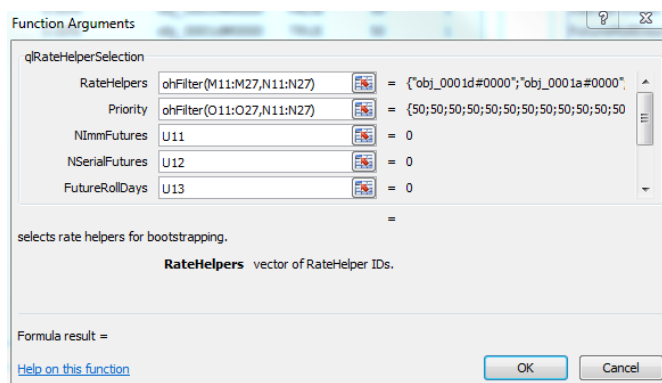 Function Arguments
qlRateHelperSelection
RateHelpers ohFilter(M11:M27,N11:N27) = {"obj_0001d#0000";"obj_0001a#0000";
Priority ohFilter(O11:O27,N11:N27) = {50;50;50;50;50;50;50;50;50;50;50;50
NImmFutures U11 = 0
NSerialFutures U12 = 0
FutureRollDays U13 = 0
=
selects rate helpers for bootstrapping.
RateHelpers vector of RateHelper IDs.
Formula result =
Help on this function OK Cancel